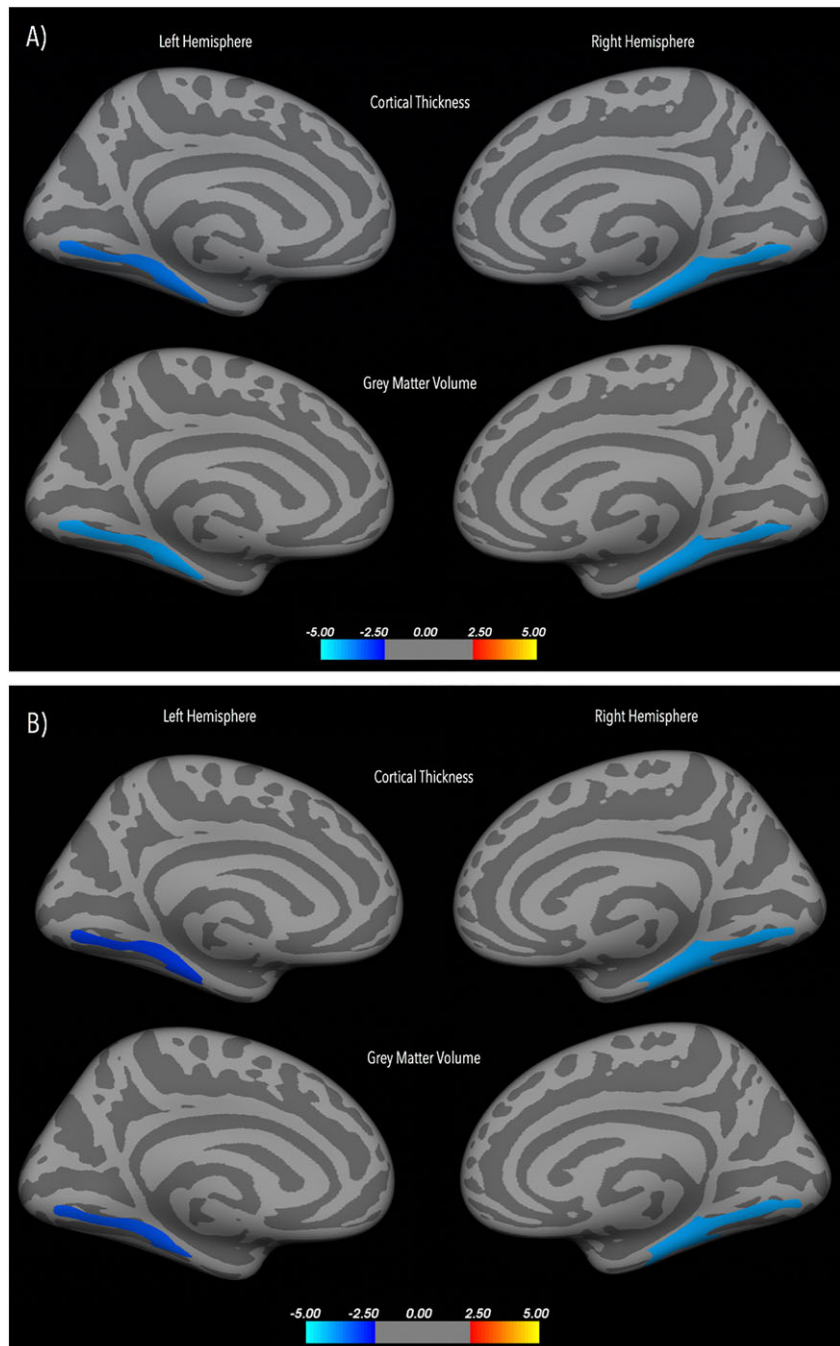 A)
Left Hemisphere Right Hemisphere
Cortical Thickness
Grey Matter Volume
-5.00 -2.50 0.00 2.50 5.00
B)
Left Hemisphere Right Hemisphere
Cortical Thickness
Grey Matter Volume
-5.00 -2.50 0.00 2.50 5.00